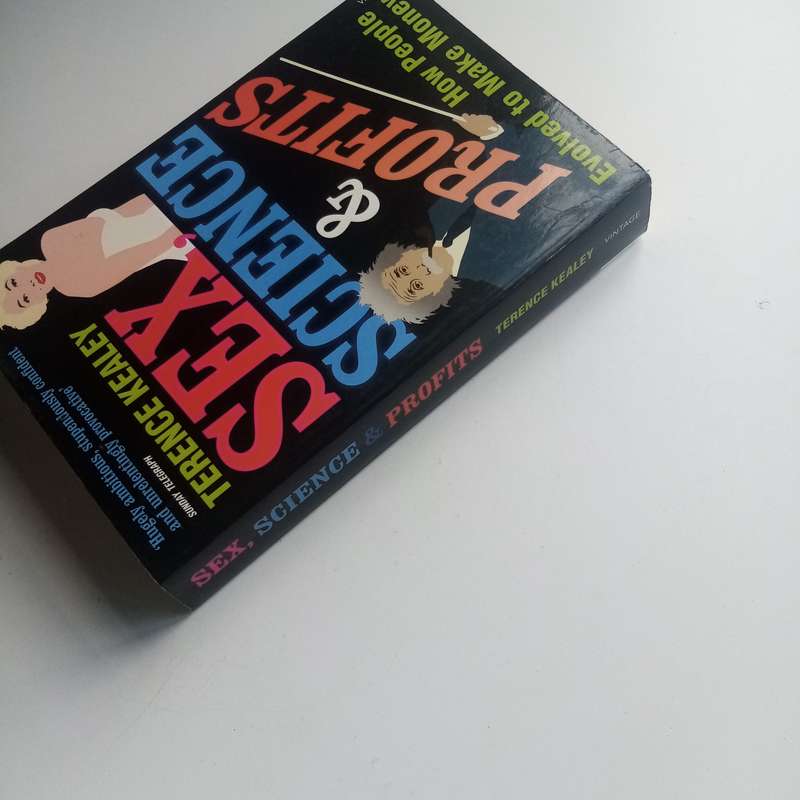 'Hugely ambitious, stupendously confident
and unrelentingly provocative'
SUNDAY TELEGRAPH
TERENCE KEALEY
SEX,
SCIENCE
&
PROFITS
How People
Evolved to Make Money
SEX, SCIENCE & PROFITS TERENCE KEALEY VINTAGE